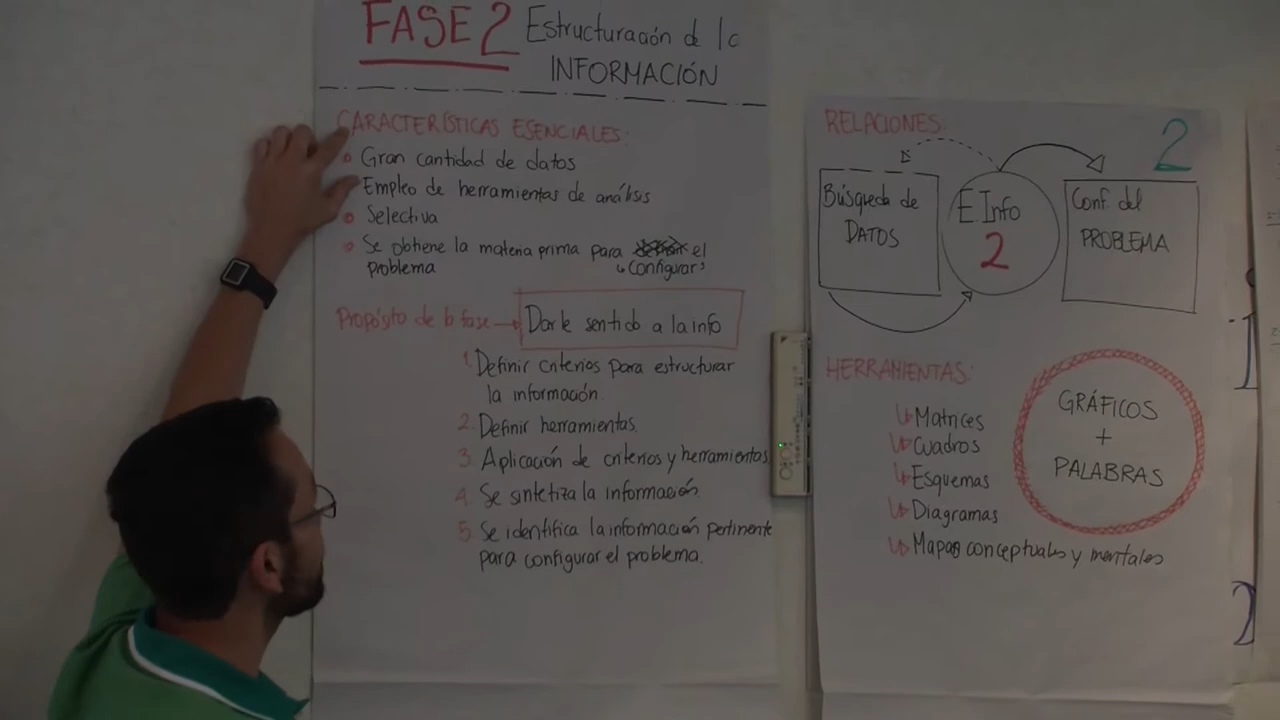 FASE 2 Estructuración de la
INFORMACIÓN
CARACTERÍSTICAS ESENCIALES:
Gran cantidad de datos
Empleo de herramientas de análisis
Selectiva
Se obtiene la materia prima para el
problema
"Configurar"
Propósito de la fase → Darle sentido a la info
1. Definir criterios para estructurar
la información.
2. Definir herramientas.
3. Aplicación de criterios y herramientas
4. Se sintetiza la información.
5. Se identifica la información pertinente
para configurar el problema.
RELACIONES
2
Búsqueda de
DATOS
E Info
2
Conf. del
PROBLEMA
HERRAMIENTAS:
Matrices
Cuadros
Esquemas
Diagramas
Mapas conceptuales y mentales
GRÁFICOS
+
PALABRAS